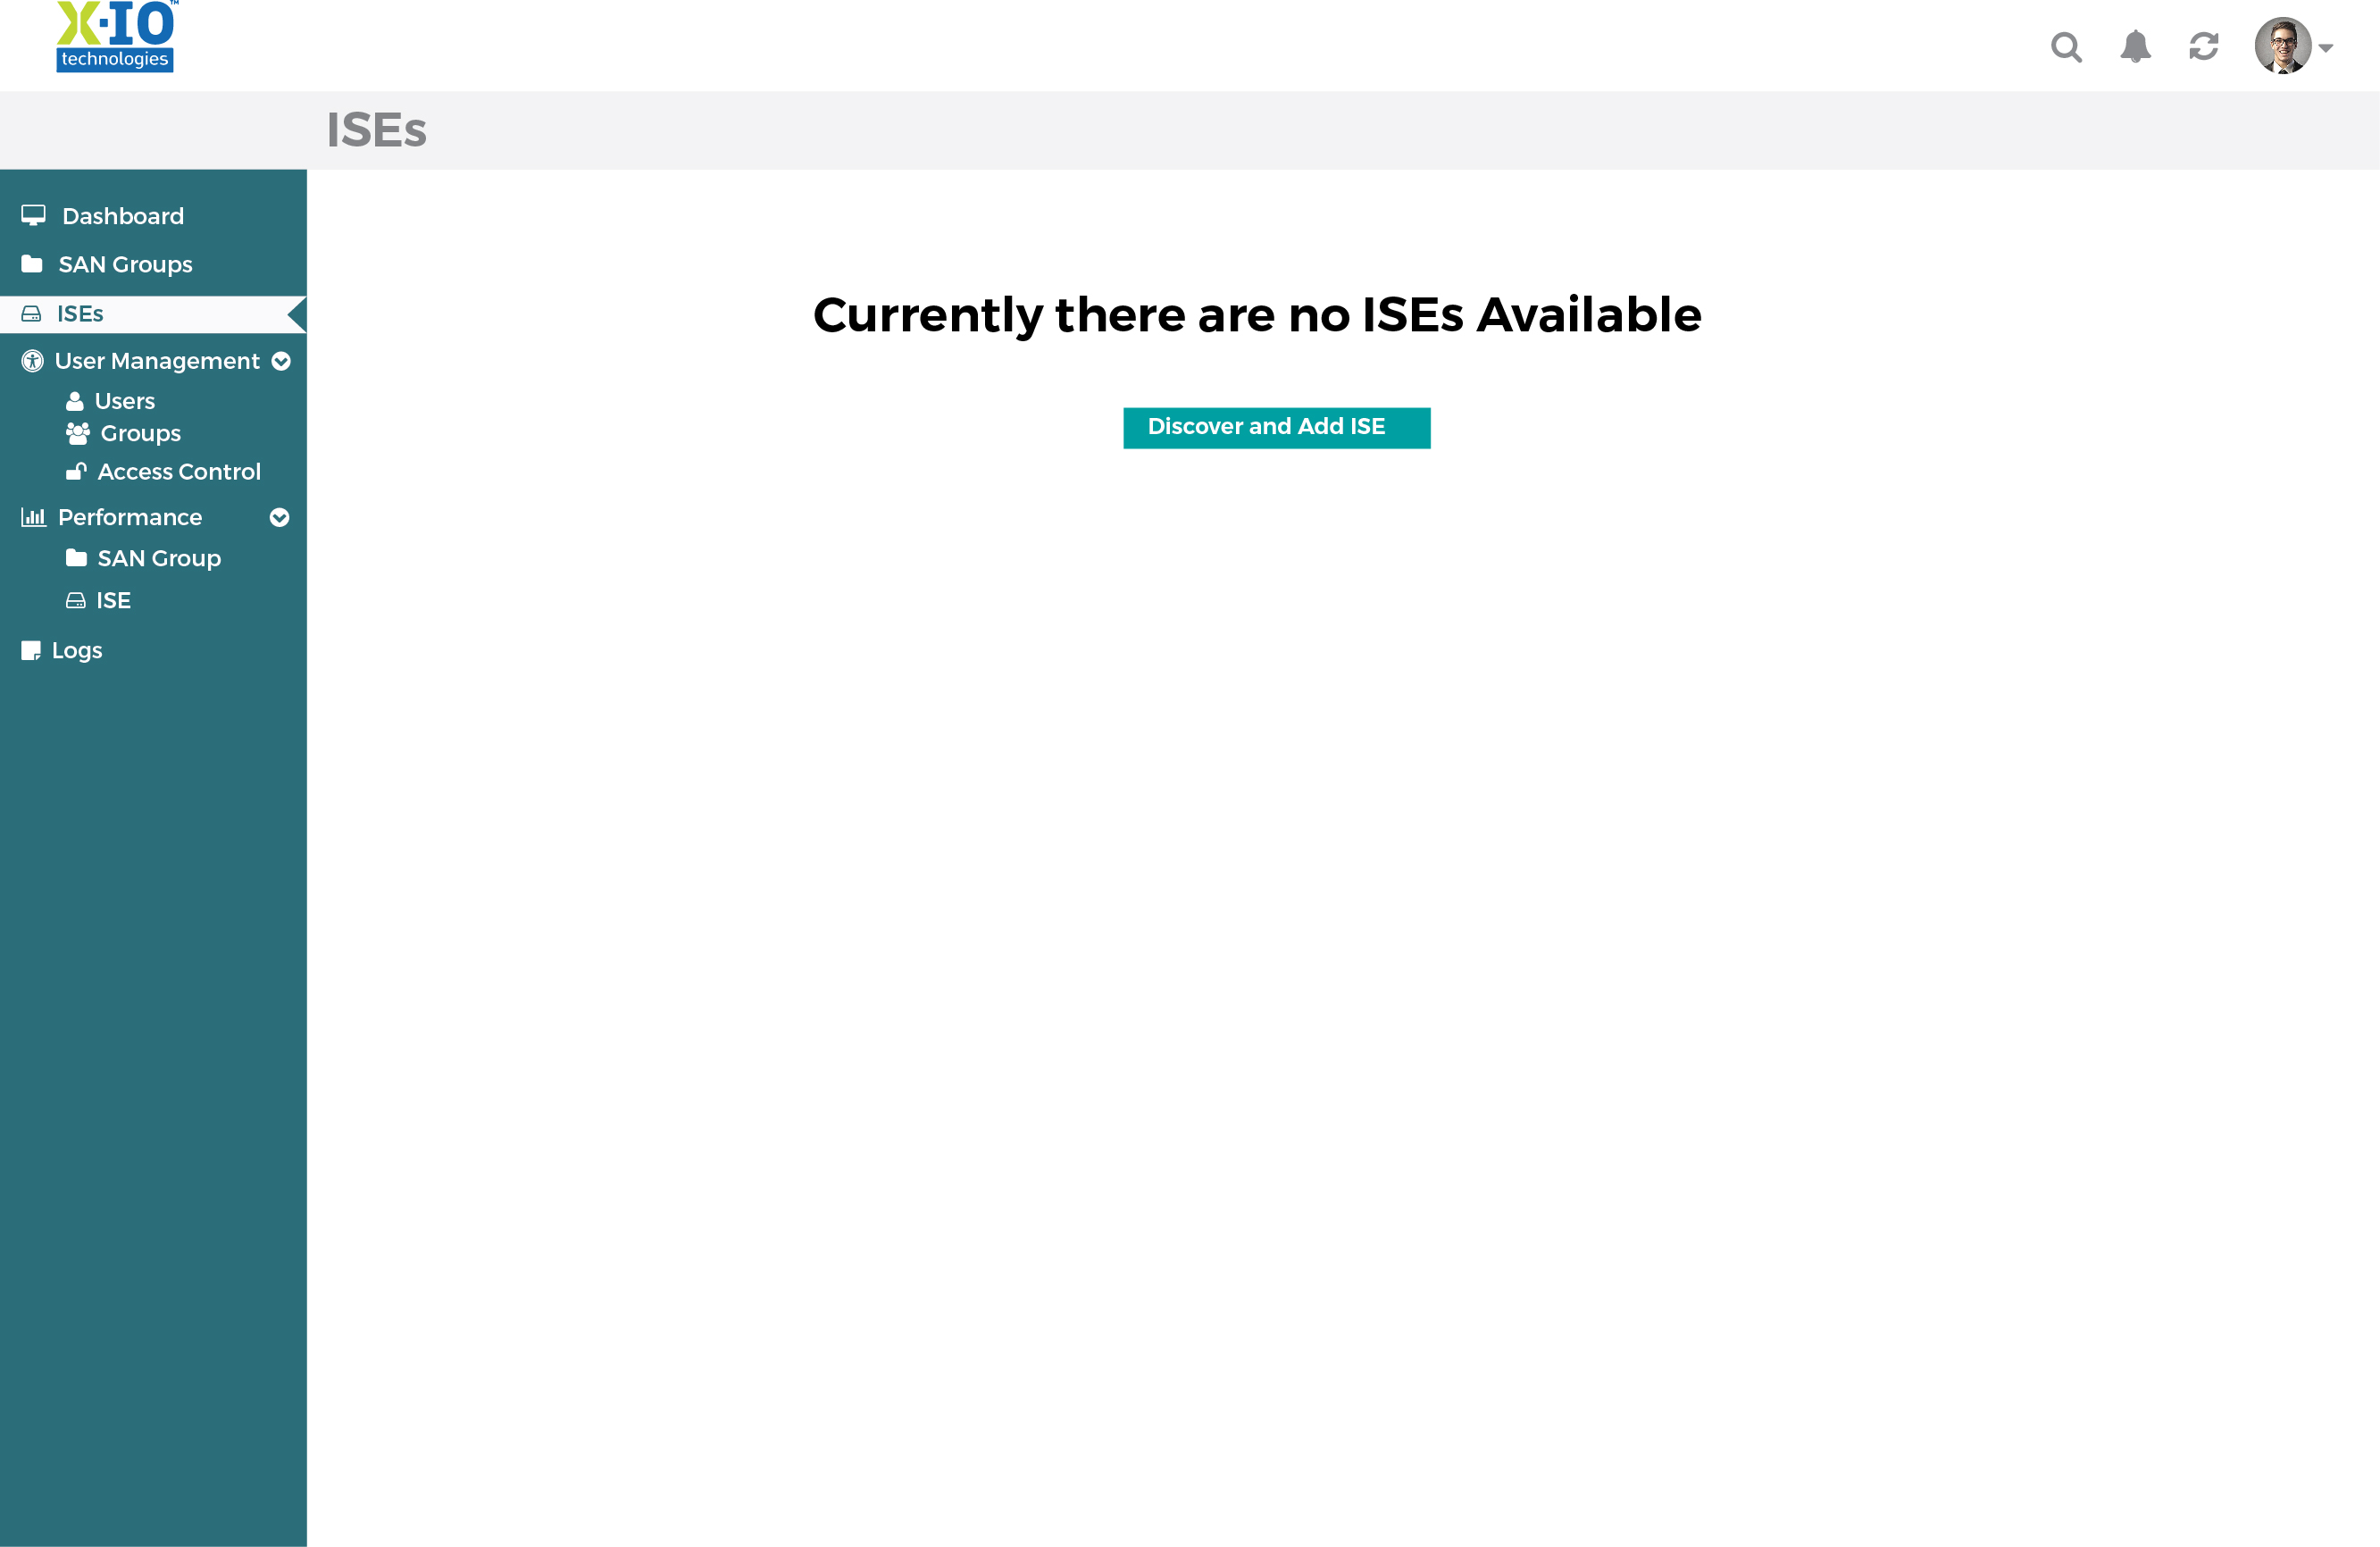 X-IO™
technologies
ISEs
Dashboard
SAN Groups
ISEs
User Management
Users
Groups
Access Control
Performance
SAN Group
ISE
Logs
Currently there are no ISEs Available
Discover and Add ISE